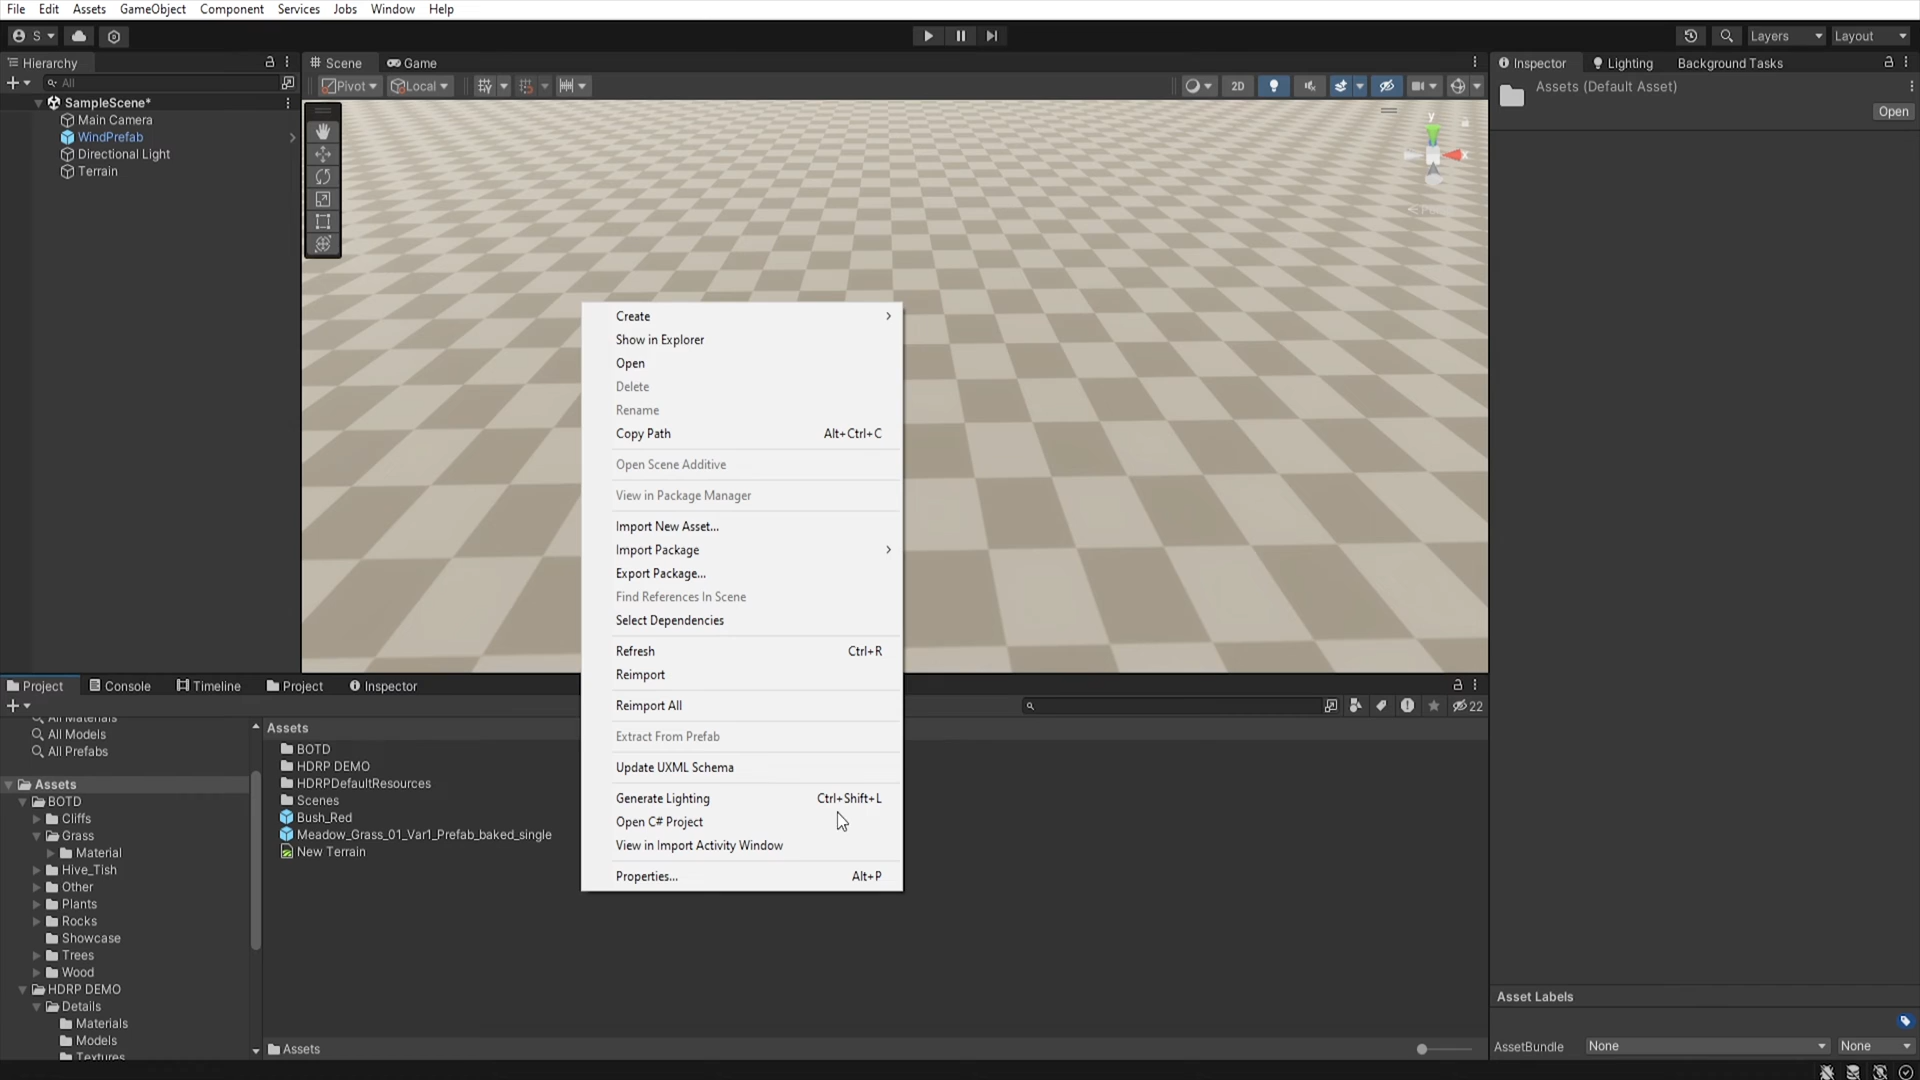 File Edit Assets GameObject Component Services Jobs Window Help
S Layers Layout
Hierarchy Scene Game Inspector Lighting Background Tasks
All Pivot Local 2D Assets (Default Asset)
Open
SampleScene*
Main Camera
WindPrefab
Directional Light
Terrain
y
x
Create
Show in Explorer
Open
Delete
Rename
Copy Path Alt+Ctrl+C
Open Scene Additive
View in Package Manager
Import New Asset...
Import Package
Export Package...
Find References In Scene
Select Dependencies
Refresh Ctrl+R
Reimport
Reimport All
Extract From Prefab
Update UXML Schema
Generate Lighting Ctrl+Shift+L
Open C# Project
View in Import Activity Window
Properties... Alt+P
Project Console Timeline Project Inspector
22
All Materials
All Models
All Prefabs
Assets
BOTD
Cliffs
Grass
Material
Hive_Tish
Other
Plants
Rocks
Showcase
Trees
Wood
HDRP DEMO
Details
Materials
Models
Textures
Assets
BOTD
HDRP DEMO
HDRPDefaultResources
Scenes
Bush_Red
Meadow_Grass_01_Var1_Prefab_baked_single
New Terrain
Assets
Asset Labels
AssetBundle None None